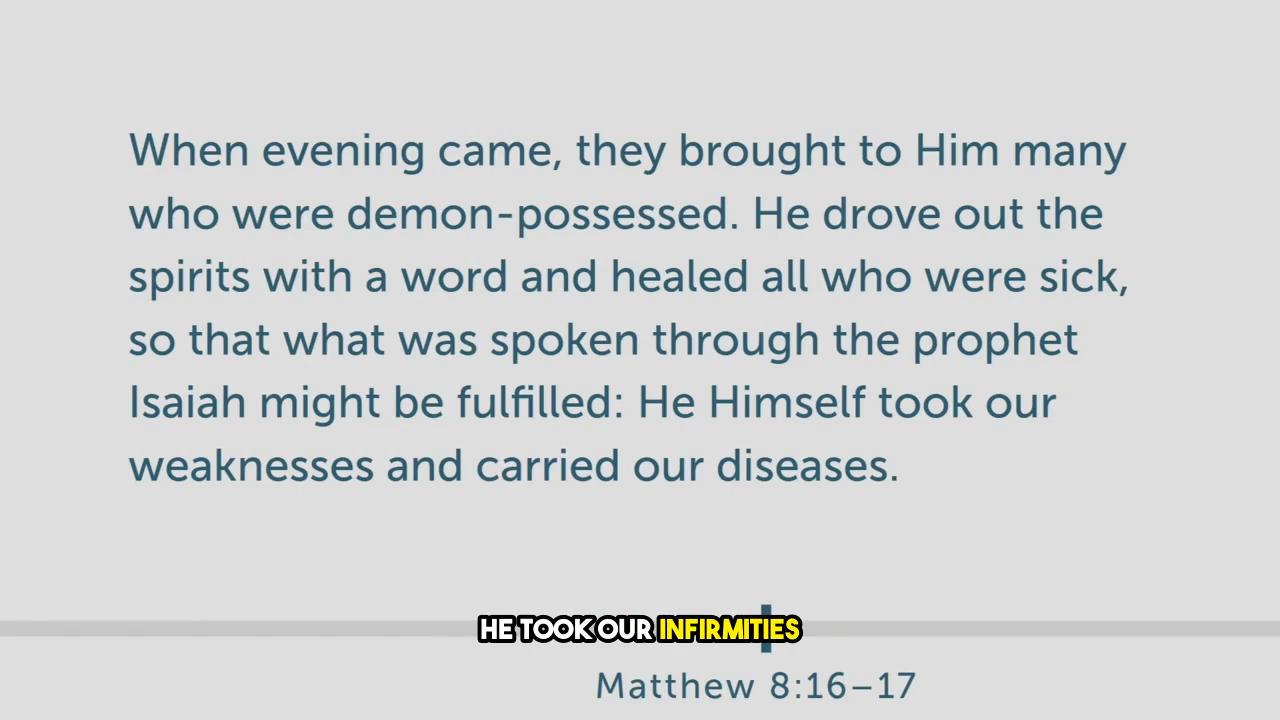 When evening came, they brought to Him many
who were demon-possessed. He drove out the
spirits with a word and healed all who were sick,
so that what was spoken through the prophet
Isaiah might be fulfilled: He Himself took our
weaknesses and carried our diseases.
HE TOOK OUR INFIRMITIES
Matthew 8:16–17